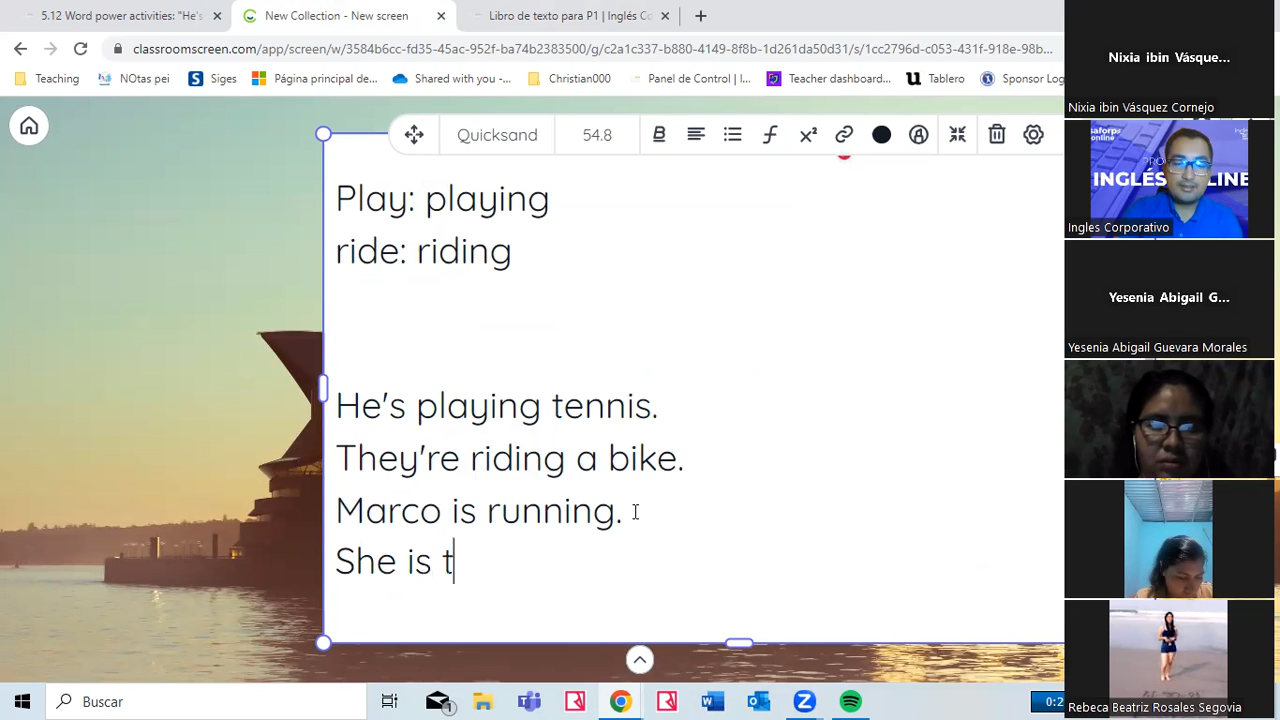 5.12 Word power activities: "He's
New Collection - New screen
Libro de texto para P1 | Inglés Co
classroomscreen.com/app/screen/w/3584b6cc-fd35-45ac-952f-ba74b2383500/g/c2a1c337-b880-4149-8f6b-1d261da50d31/s/1cc2796d-c053-431f-918e-98b...
Teaching
NOtas pei
Siges
Página principal de...
Shared with you -...
Christian000
Panel de Control | I...
Teacher dashboard...
Tablero
Sponsor Log
Quicksand
54.8
Play: playing
ride: riding
He's playing tennis.
They're riding a bike.
Marco is running.
She is t
Nixia ibin Vásque...
Nixia ibin Vásquez Cornejo
INGLÉS
LINE
Ingles Corporativo
Yesenia Abigail G...
Yesenia Abigail Guevara Morales
Rebeca Beatriz Rosales Segovia
Buscar